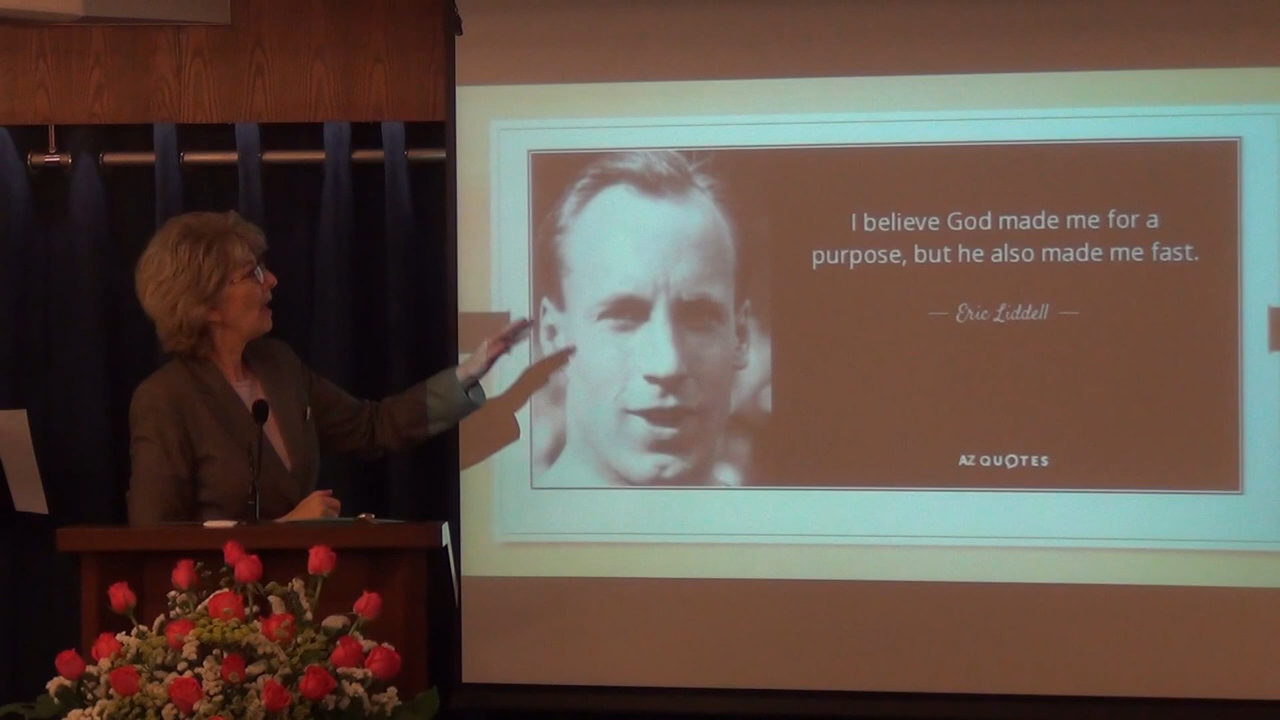 I believe God made me for a
purpose, but he also made me fast.
— Eric Liddell —
AZ QUOTES